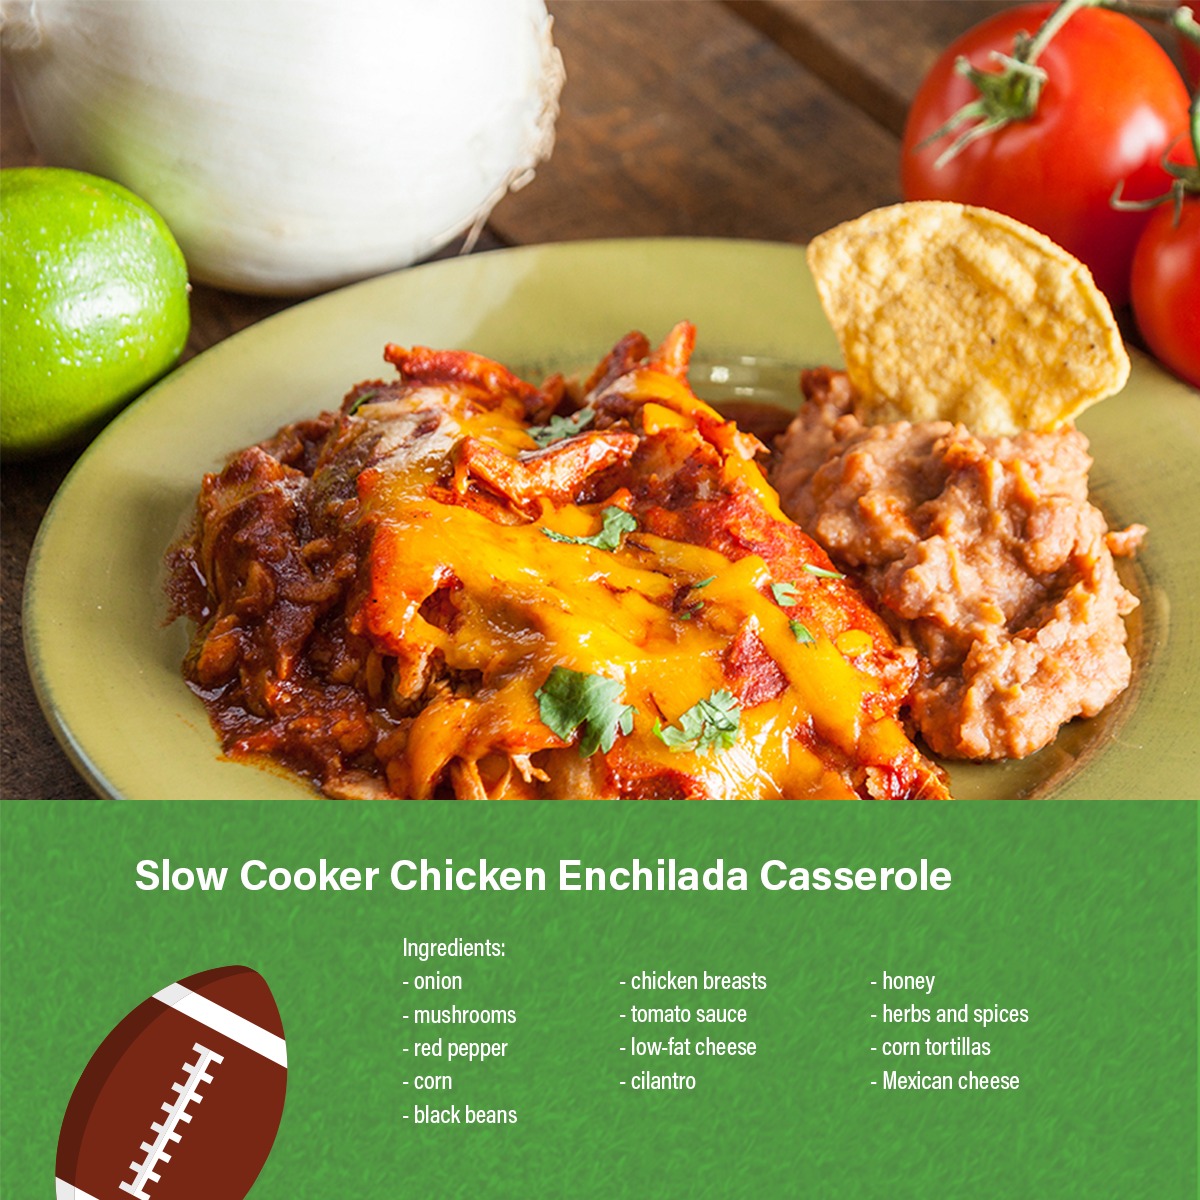 Slow Cooker Chicken Enchilada Casserole
Ingredients:
- onion
- mushrooms
- red pepper
- corn
- black beans
- chicken breasts
- tomato sauce
- low-fat cheese
- cilantro
- honey
- herbs and spices
- corn tortillas
- Mexican cheese